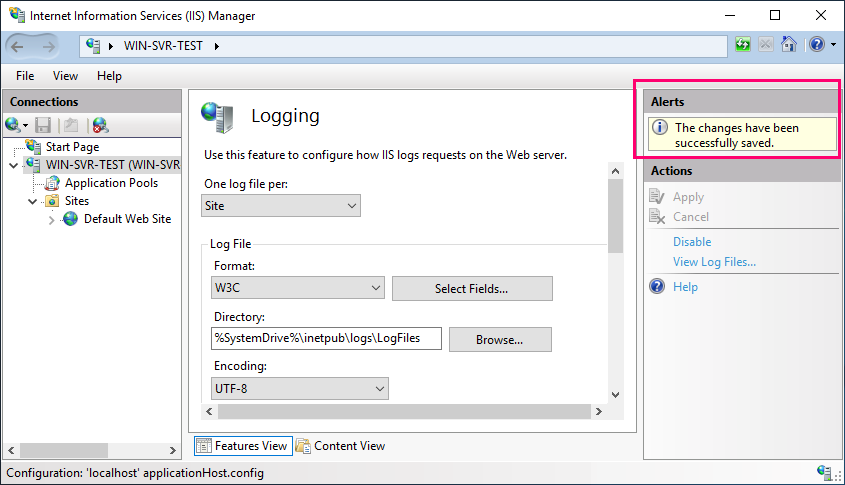 Internet Information Services (IIS) Manager
WIN-SVR-TEST
File View Help
Connections
Start Page
WIN-SVR-TEST (WIN-SVR
Application Pools
Sites
Default Web Site
Logging
Use this feature to configure how IIS logs requests on the Web server.
One log file per:
Site
Log File
Format:
W3C
Select Fields...
Directory:
%SystemDrive%\inetpub\logs\LogFiles
Browse...
Encoding:
UTF-8
Features View
Content View
Alerts
The changes have been
successfully saved.
Actions
Apply
Cancel
Disable
View Log Files...
Help
Configuration: 'localhost' applicationHost.config